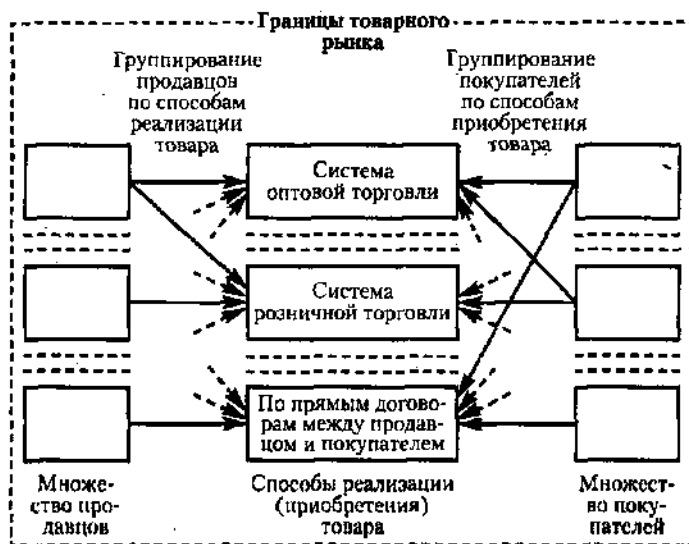 Границы товарного
рынка
Группирование
продавцов
по способам
реализации
товара
Группирование
покупателей
по способам
приобретения
товара
Система
оптовой торговли
Система
розничной торговли
По прямым догово-
рам между продав-
цом и покупателем
Множе-
ство про-
давцов
Способы реализации
(приобретения)
товара
Множест-
во поку-
пателей